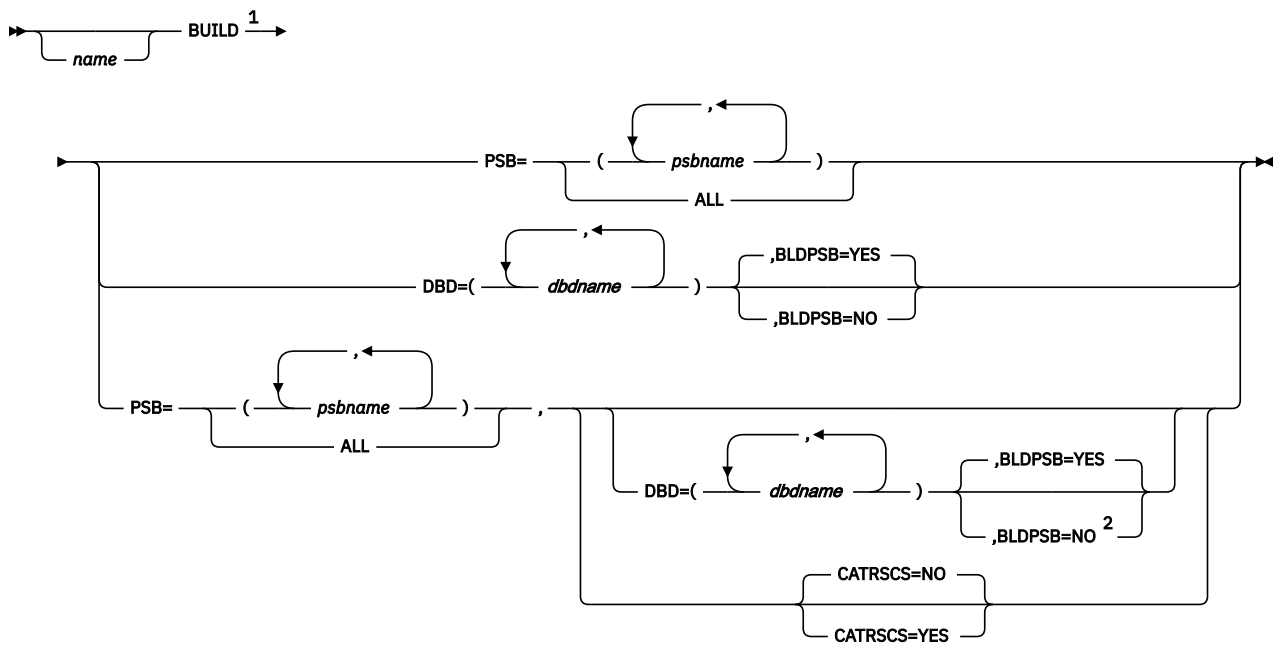 BUILD 1
name
,
PSB= ( psbname )
ALL
,
DBD=( dbdname ) ,BLDPSB=YES
,BLDPSB=NO
,
PSB= ( psbname ) ,
ALL
,
DBD=( dbdname ) ,BLDPSB=YES
,BLDPSB=NO 2
CATRSCS=NO
CATRSCS=YES